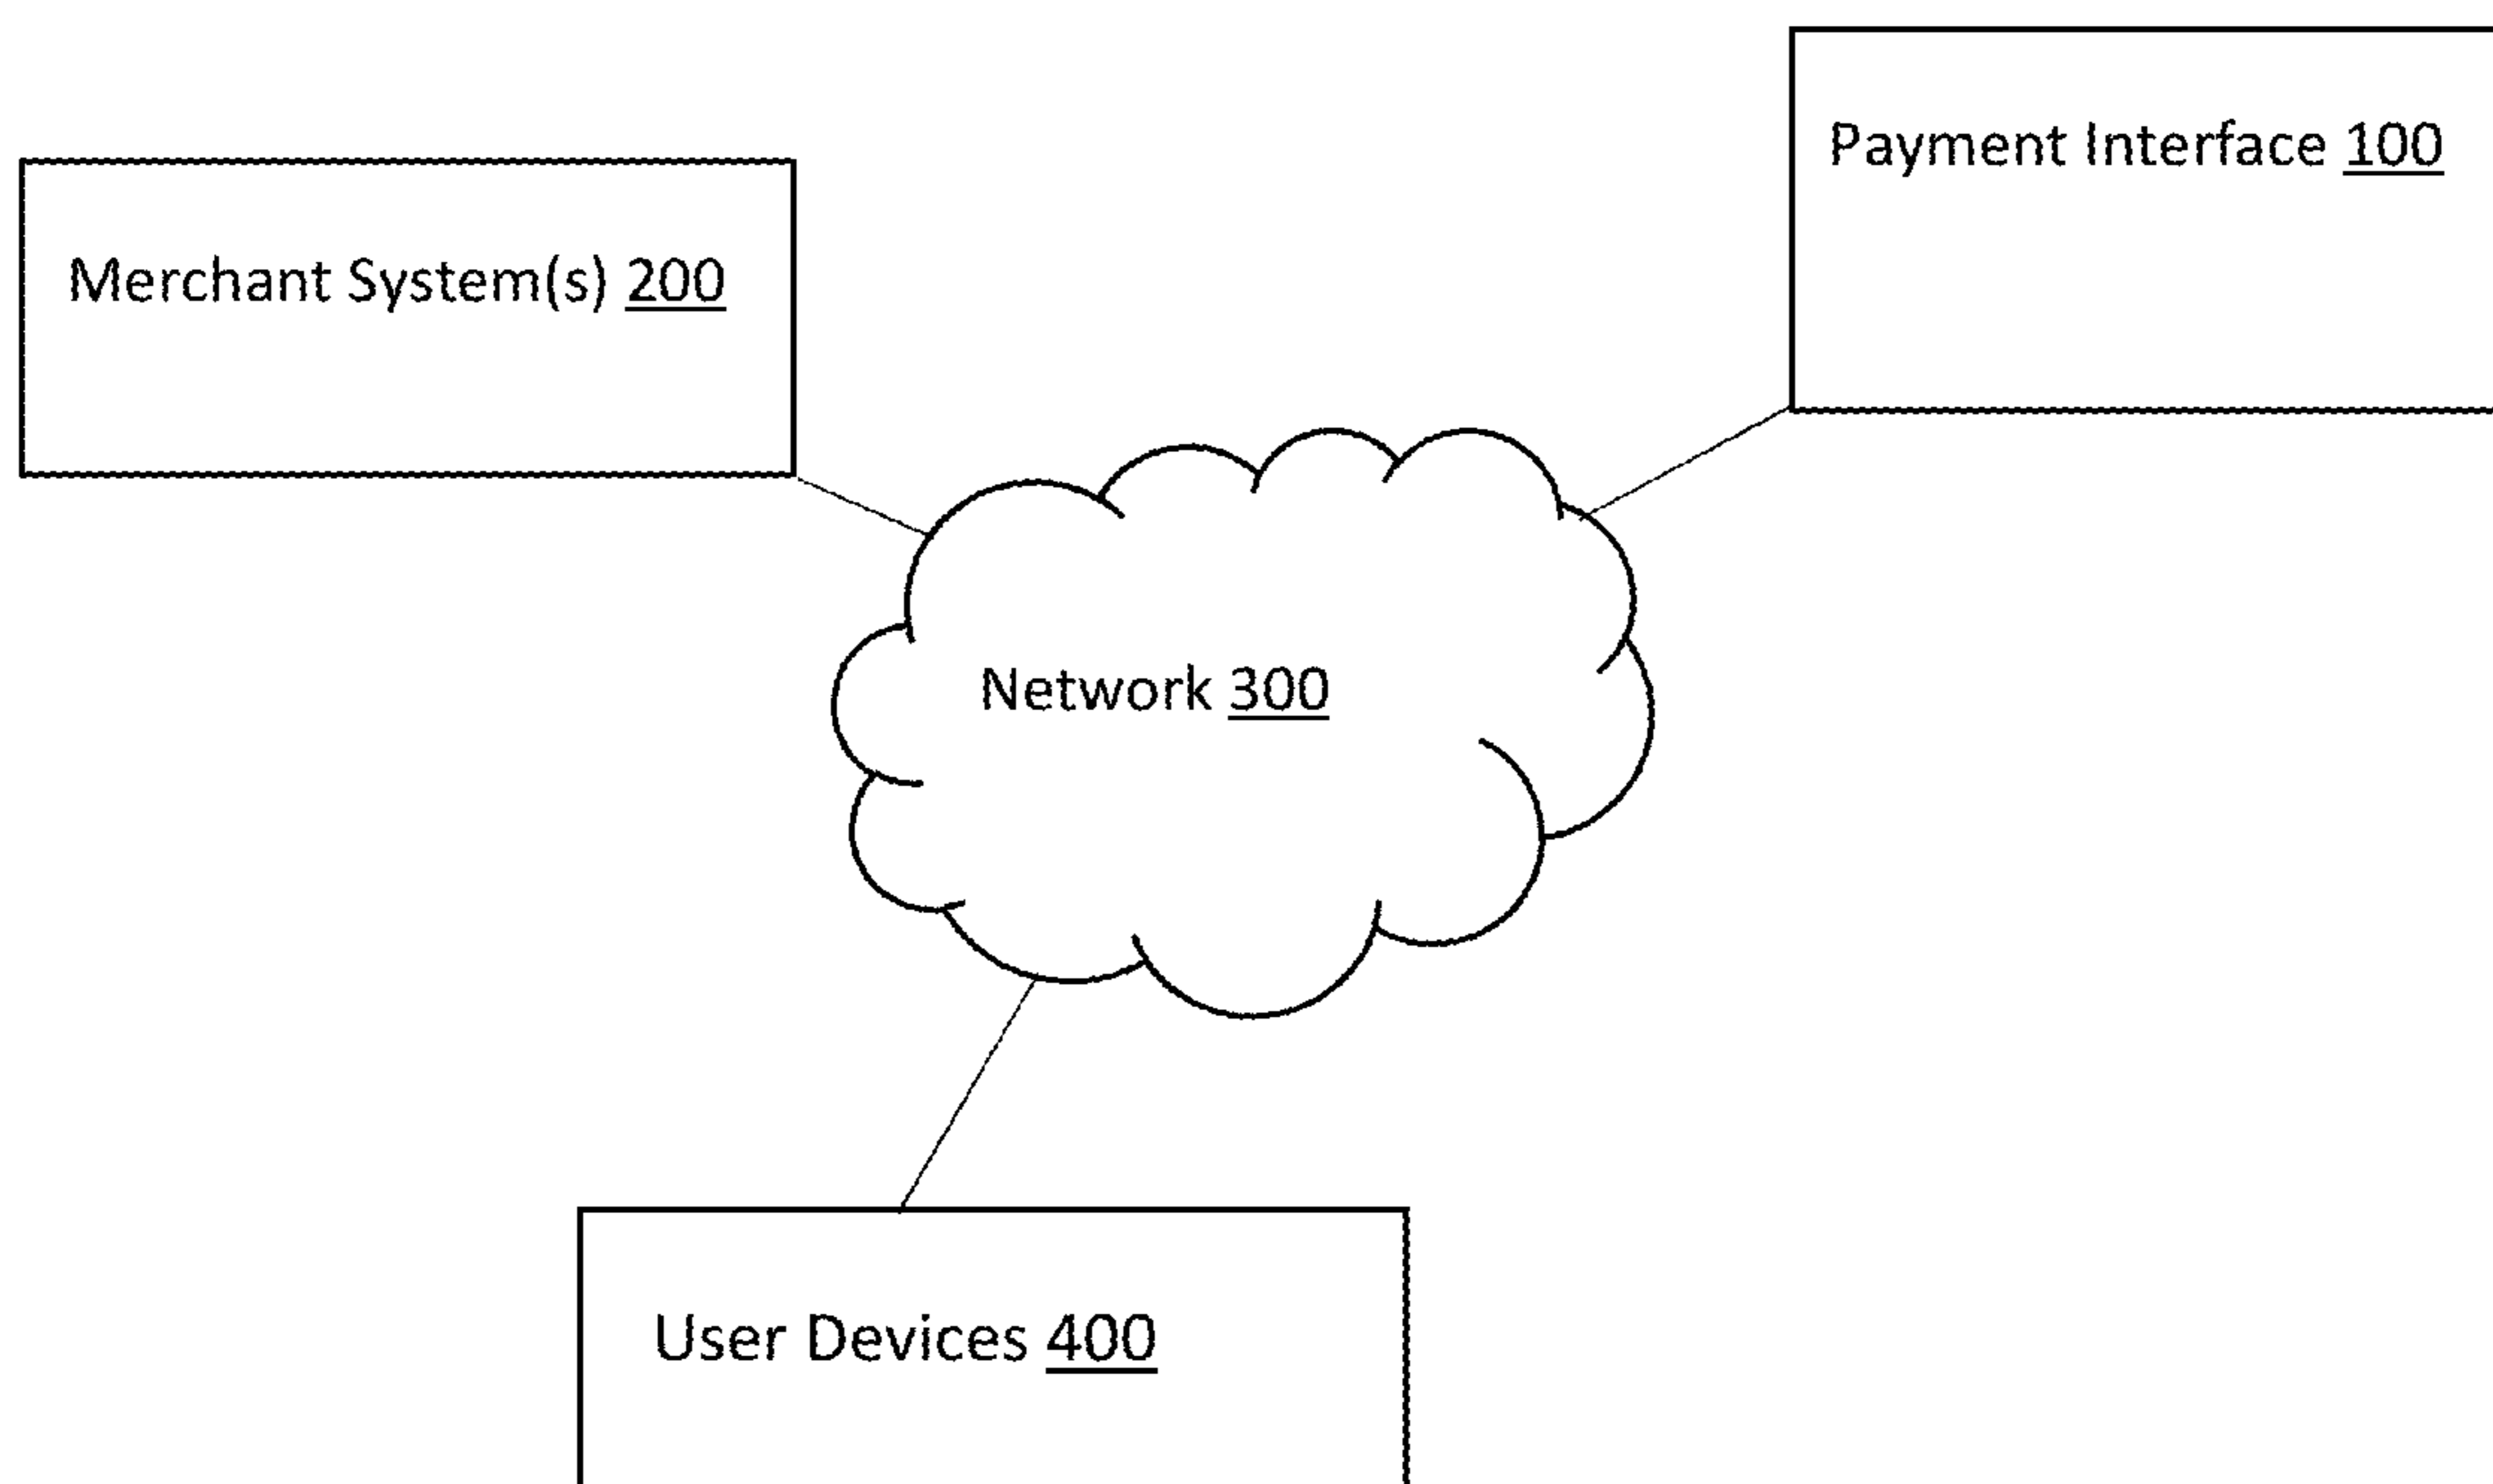 Payment Interface 100
Merchant System(s) 200
Network 300
User Devices 400